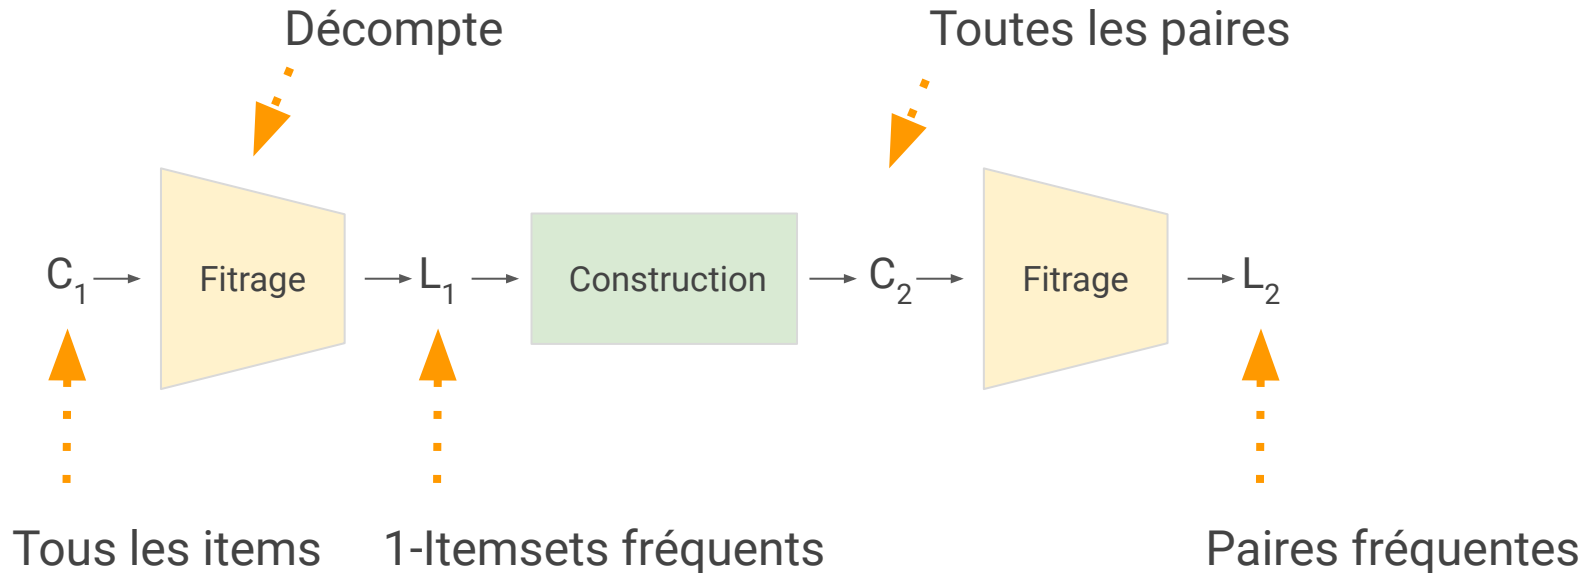 Décompte
Toutes les paires
C1
Fitrage
L1
Construction
C2
Fitrage
L2
Tous les items
1-Itemsets fréquents
Paires fréquentes